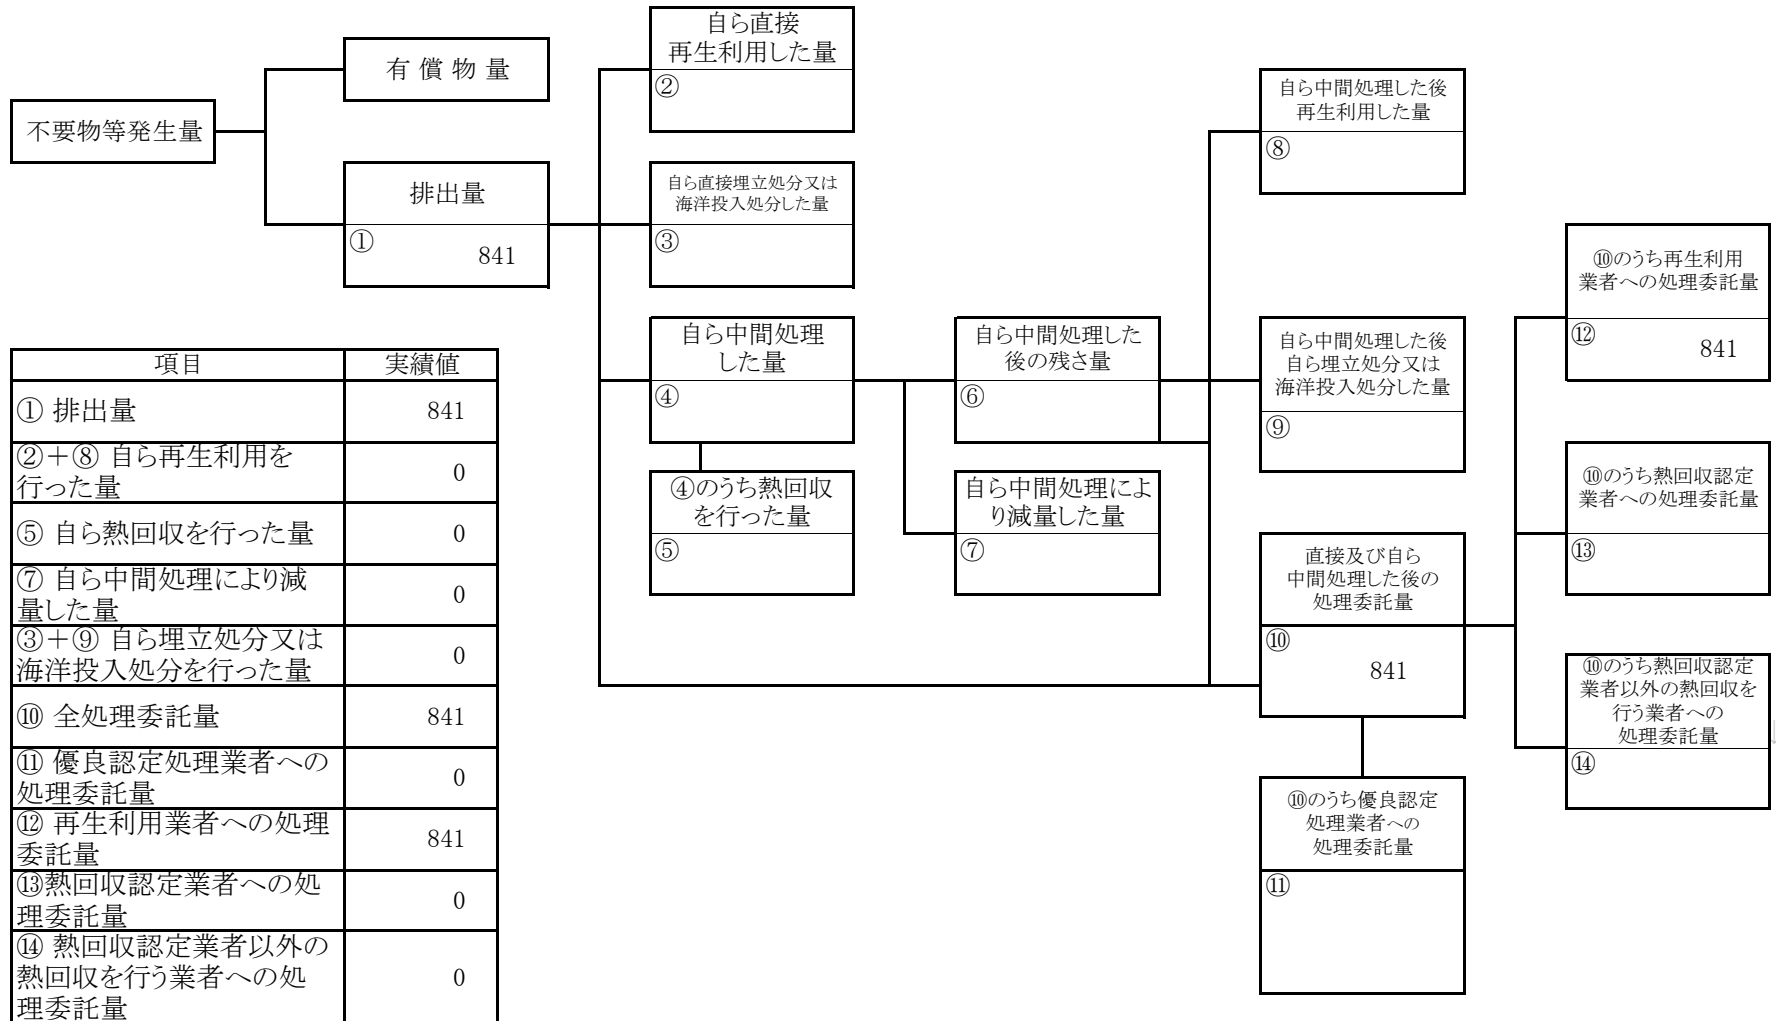 不要物等発生量
有 償 物 量
排出量
①
841
自ら直接
再生利用した量
②
自ら直接埋立処分又は
海洋投入処分した量
③
自ら中間処理
した量
④
④のうち熱回収
を行った量
⑤
自ら中間処理した
後の残さ量
⑥
自ら中間処理によ
り減量した量
⑦
自ら中間処理した後
再生利用した量
⑧
自ら中間処理した後
自ら埋立処分又は
海洋投入処分した量
⑨
直接及び自ら
中間処理した後の
処理委託量
⑩
841
⑩のうち優良認定
処理業者への
処理委託量
⑪
⑩のうち再生利用
業者への処理委託量
⑫
841
⑩のうち熱回収認定
業者への処理委託量
⑬
⑩のうち熱回収認定
業者以外の熱回収を
行う業者への
処理委託量
⑭
項目 実績値
① 排出量 841
②＋⑧ 自ら再生利用を
行った量 0
⑤ 自ら熱回収を行った量 0
⑦ 自ら中間処理により減
量した量 0
③＋⑨ 自ら埋立処分又は
海洋投入処分を行った量 0
⑩ 全処理委託量 841
⑪ 優良認定処理業者への
処理委託量 0
⑫ 再生利用業者への処理
委託量 841
⑬熱回収認定業者への処
理委託量 0
⑭ 熱回収認定業者以外の
熱回収を行う業者への処
理委託量 0